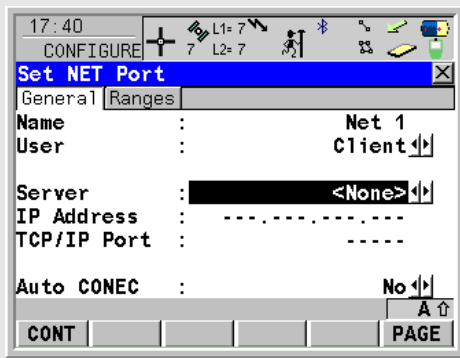 17:40
CONFIGURE
7
L1= 7
L2= 7
Set NET Port
General Ranges
Name : Net 1
User : Client
Server : <None>
IP Address : ---.---.---.---
TCP/IP Port : -----
Auto CONEC : No
A
CONT PAGE